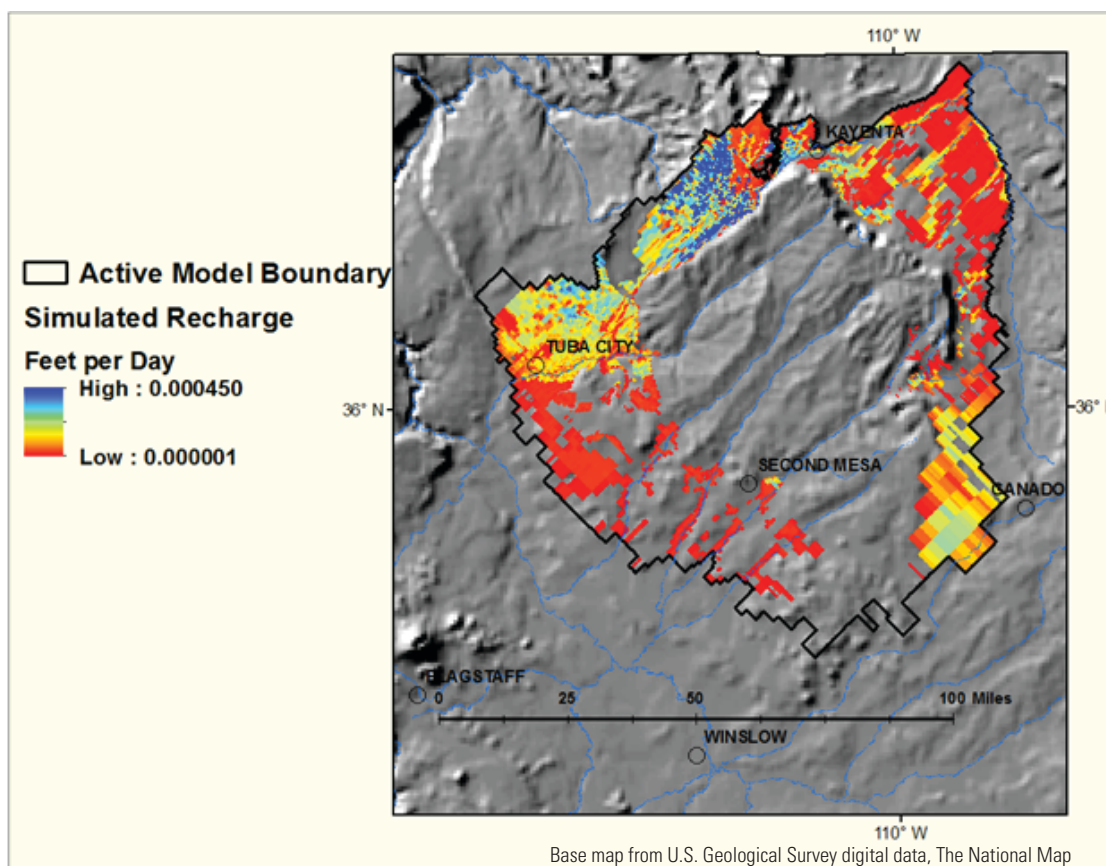 110° W
KAYENTA
Active Model Boundary
Simulated Recharge
Feet per Day
High : 0.000450
Low : 0.000001
TUBA CITY
36° N
36° N
SECOND MESA
GANADO
FLAGSTAFF
0 25 50 100 Miles
WINSLOW
110° W
Base map from U.S. Geological Survey digital data, The National Map